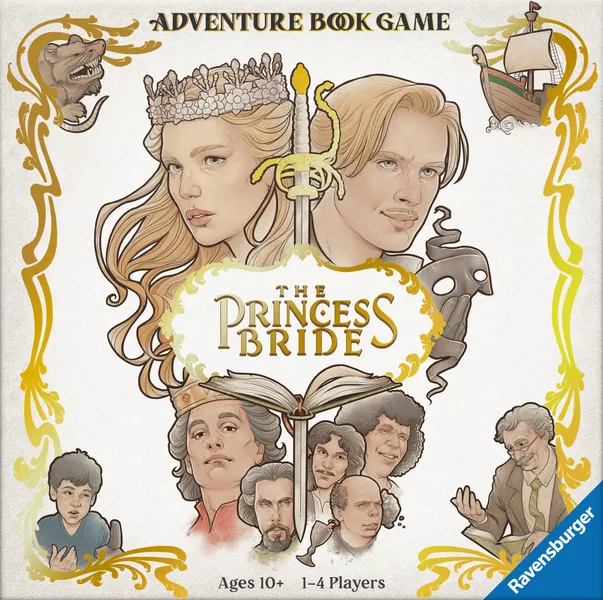 ADVENTURE BOOK GAME
THE
PRINCESS
BRIDE
Ages 10+ 1-4 Players
Ravensburger